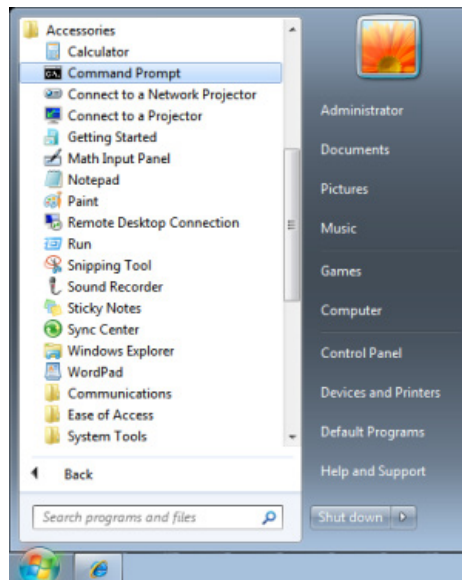 Accessories
Calculator
Command Prompt
Connect to a Network Projector
Connect to a Projector
Getting Started
Math Input Panel
Notepad
Paint
Remote Desktop Connection
Run
Snipping Tool
Sound Recorder
Sticky Notes
Sync Center
Windows Explorer
WordPad
Communications
Ease of Access
System Tools
Back
Search programs and files
Administrator
Documents
Pictures
Music
Games
Computer
Control Panel
Devices and Printers
Default Programs
Help and Support
Shut down